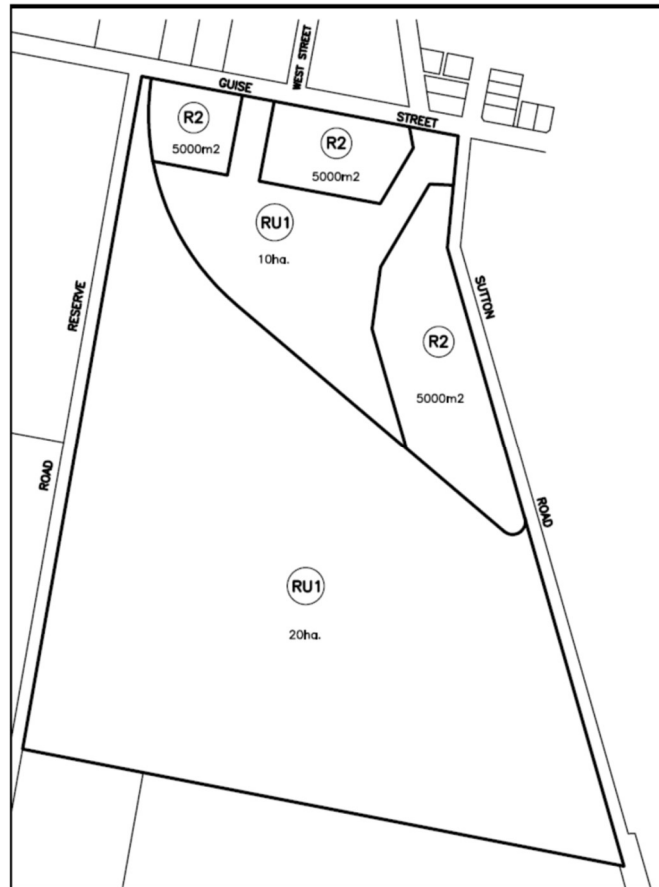 WEST STREET
GUISE
STREET
R2
5000m2
R2
5000m2
RU1
10ha.
RESERVE
ROAD
SUTTON
ROAD
R2
5000m2
RU1
20ha.